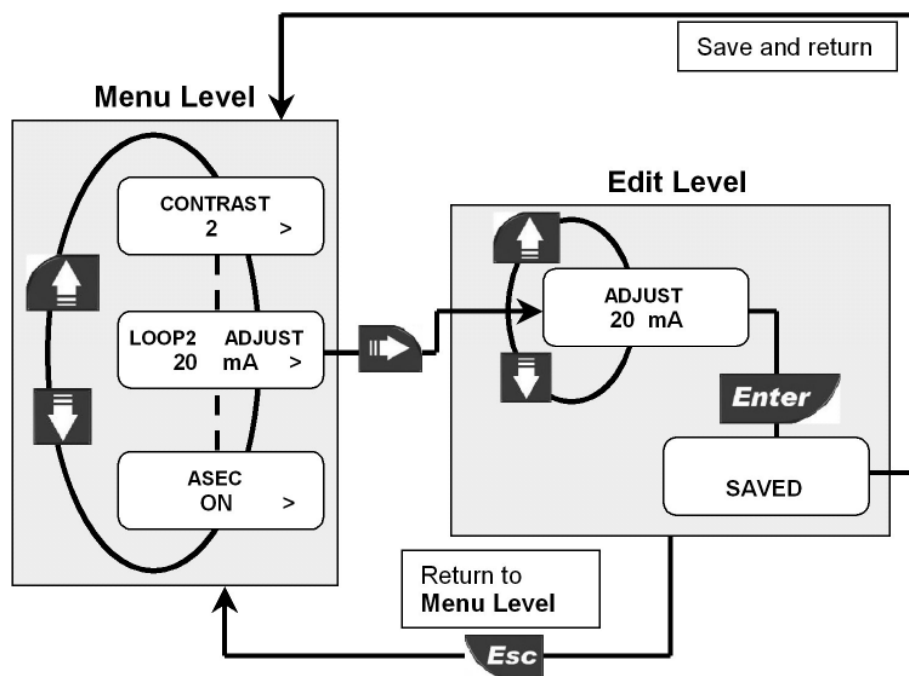 Save and return
Menu Level
CONTRAST
2 >
LOOP2 ADJUST
20 mA >
ASEC
ON >
Edit Level
ADJUST
20 mA
Enter
SAVED
Return to
Menu Level
Esc